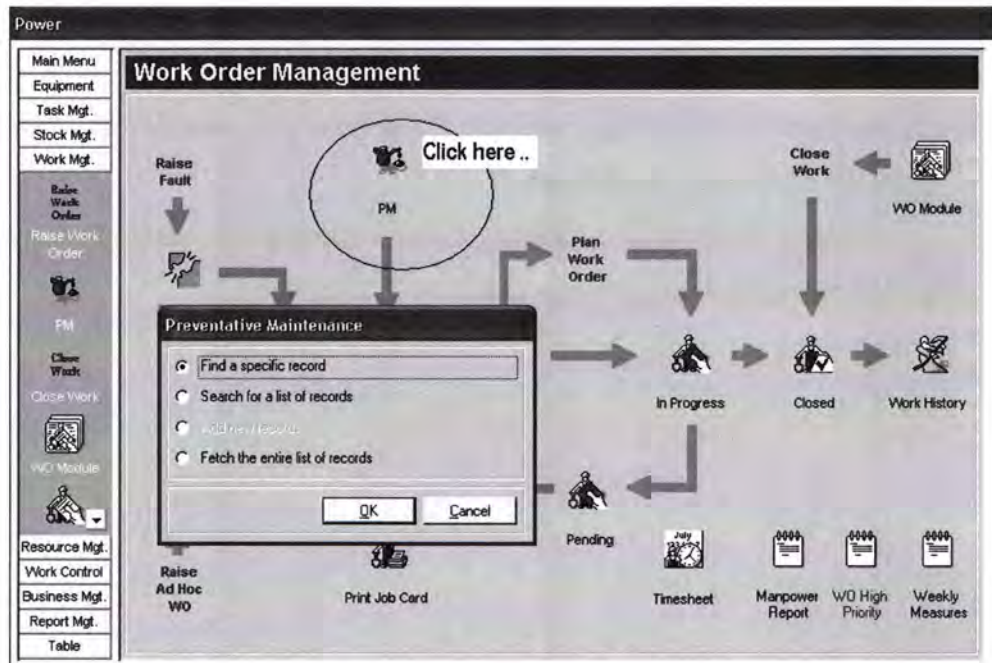 Power
Main Menu
Equipment
Task Mgt.
Stock Mgt.
Work Mgt.
Raise
Work
Order
Raise Work
Order
PM
Close
Work
Close Work
WO Module
Resource Mgt.
Work Control
Business Mgt.
Report Mgt.
Table
Work Order Management
Raise
Fault
PM
Click here ..
Close
Work
WO Module
Plan
Work
Order
Preventative Maintenance
Find a specific record
Search for a list of records
Add new records
Fetch the entire list of records
OK
Cancel
In Progress
Closed
Work History
Pending
Raise
Ad Hoc
WO
Print Job Card
July
Timesheet
Manpower
Report
WO High
Priority
Weekly
Measures